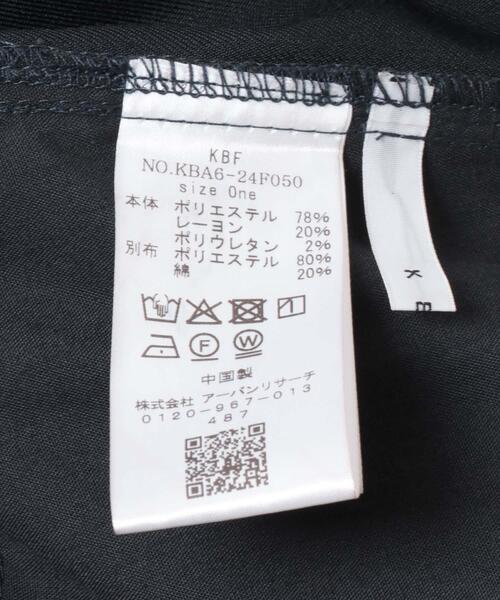 KBF
NO.KBA6-24F050
size One
本体 ポリエステル 78%
レーヨン 20%
ポリウレタン 2%
別布 ポリエステル 80%
綿 20%
中国製
株式会社 アーバンリサーチ
0120-967-013
487
K B